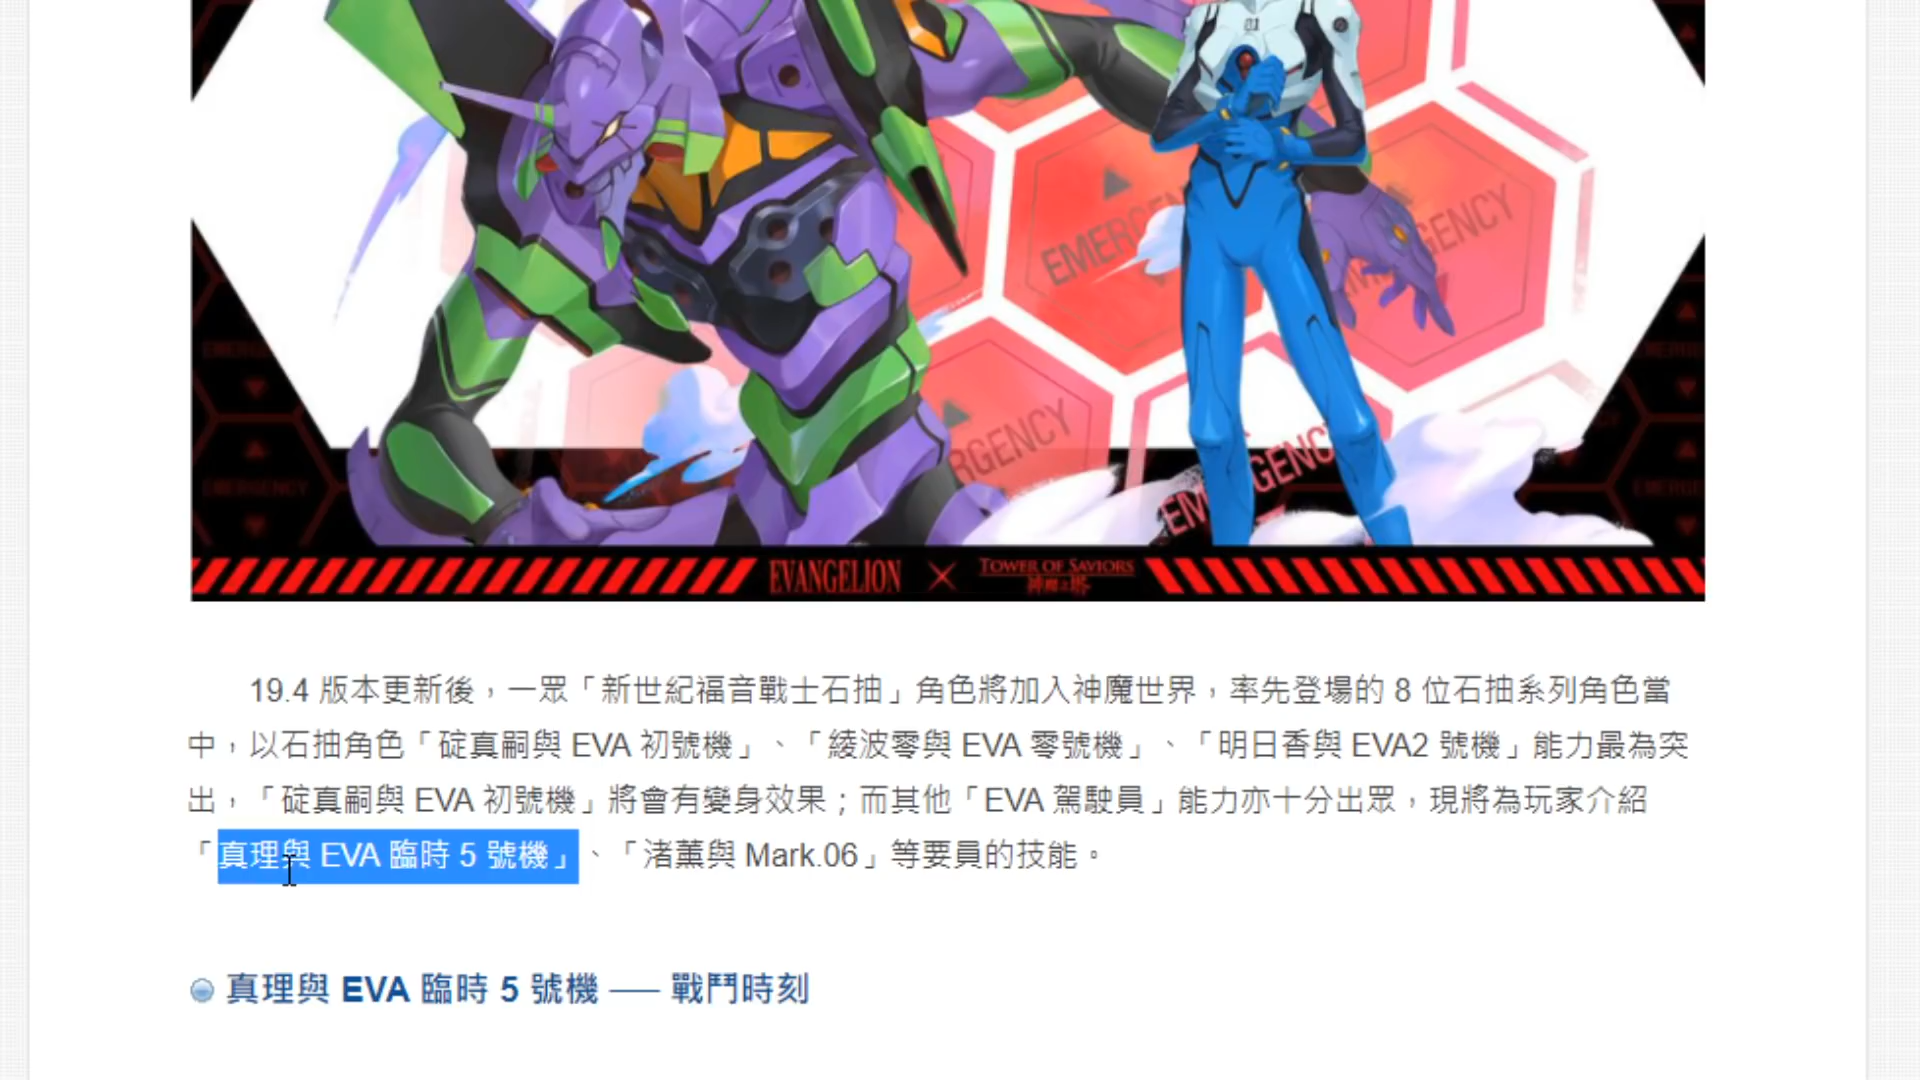 01
EMERGENCY
GENCY
RGENCY
EMERGENCY
EMERGENCY
EVANGELION × TOWER OF SAVIORS
神魔之塔
19.4 版本更新後，一眾「新世紀福音戰士石抽」角色將加入神魔世界，率先登場的 8 位石抽系列角色當
中，以石抽角色「碇真嗣與 EVA 初號機」、「綾波零與 EVA 零號機」、「明日香與 EVA2 號機」能力最為突
出，「碇真嗣與 EVA 初號機」將會有變身效果；而其他「EVA 駕駛員」能力亦十分出眾，現將為玩家介紹
「真理與 EVA 臨時 5 號機」、「渚薰與 Mark.06」等要員的技能。
真理與 EVA 臨時 5 號機 —— 戰鬥時刻